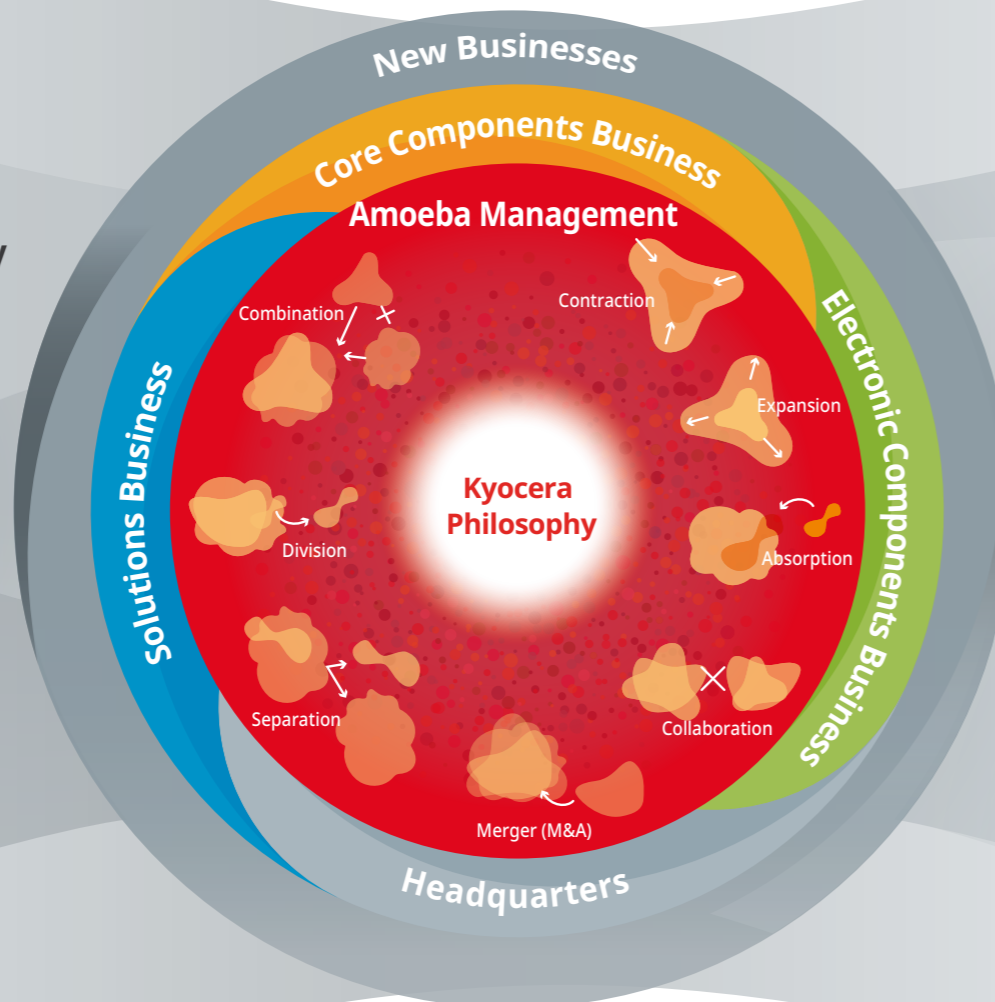 New Businesses
Core Components Business
Amoeba Management
Contraction
Combination
Electronic Components Business
Solutions Business
Expansion
Kyocera
Philosophy
Division
Absorption
Separation
Collaboration
Merger (M&A)
Headquarters